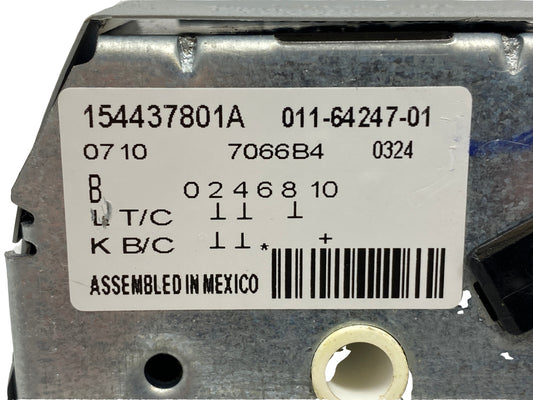 154437801A 011-64247-01
0710 7066B4 0324
B 0 2 4 6 8 10
T/C ⊥ ⊥ ⊥
K B/C ⊥ ⊥ * +
ASSEMBLED IN MEXICO